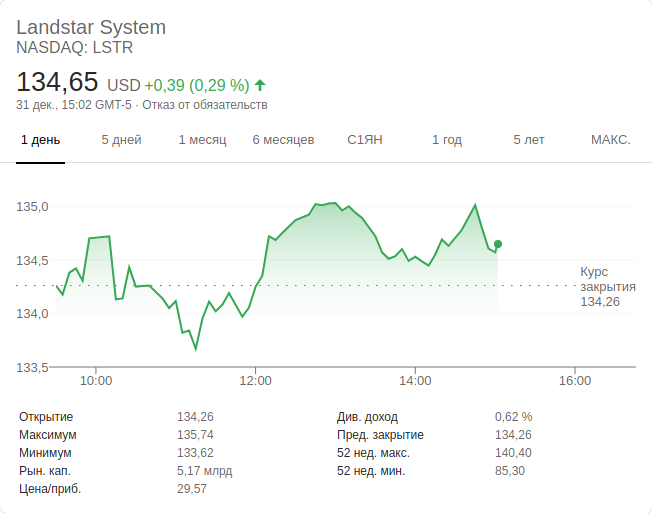 Landstar System
NASDAQ: LSTR
134,65 USD +0,39 (0,29 %)
31 дек., 15:02 GMT-5 · Отказ от обязательств
1 день 5 дней 1 месяц 6 месяцев С1ЯН 1 год 5 лет МАКС.
135,0
134,5
Курс
закрытия
134,26
134,0
133,5
10:00 12:00 14:00 16:00
Открытие 134,26 Див. доход 0,62 %
Максимум 135,74 Пред. закрытие 134,26
Минимум 133,62 52 нед. макс. 140,40
Рын. кап. 5,17 млрд 52 нед. мин. 85,30
Цена/приб. 29,57